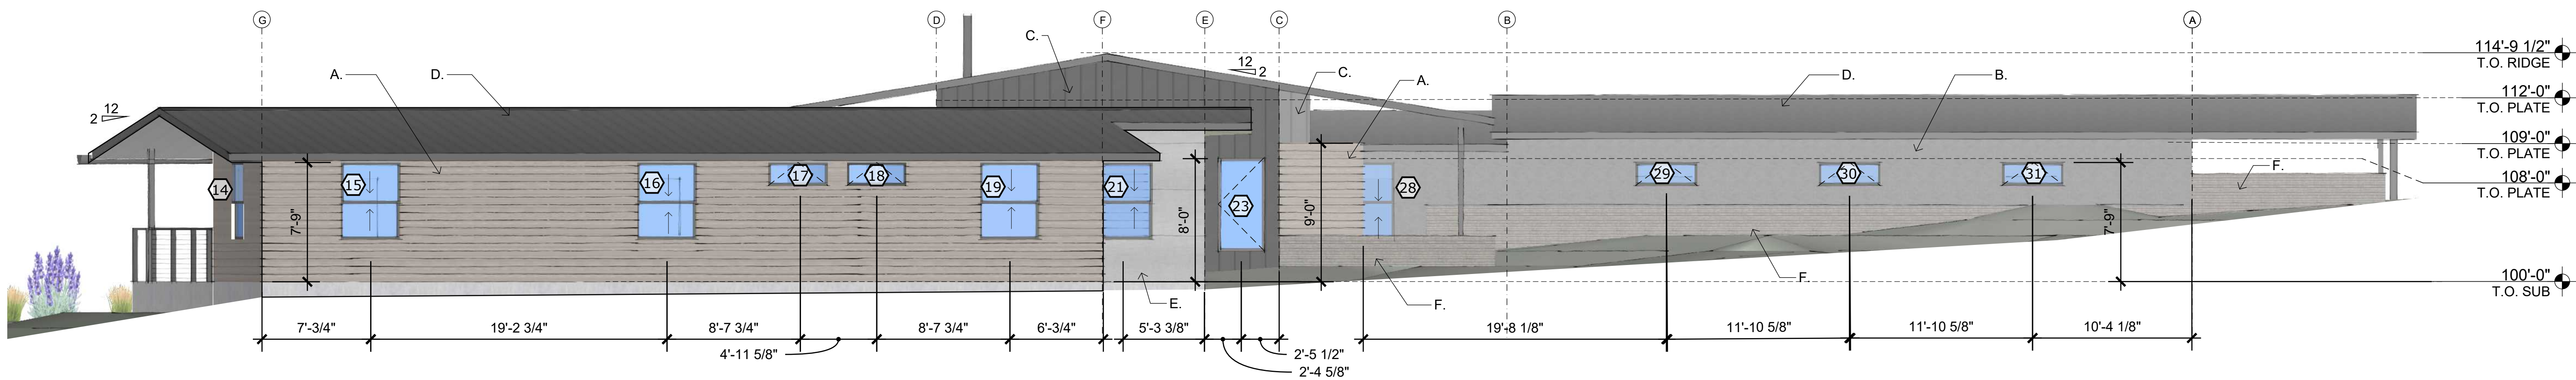 G
D
F
E
C
B
A
C.
114'-9 1/2"
T.O. RIDGE
A.
D.
12
2
C.
A.
D.
B.
112'-0"
T.O. PLATE
12
2
109'-0"
T.O. PLATE
108'-0"
T.O. PLATE
F.
14
15
16
17
18
19
21
23
28
29
30
31
7'-9"
8'-0"
9'-0"
7'-9"
100'-0"
T.O. SUB
E.
F.
F.
7'-3/4"
19'-2 3/4"
8'-7 3/4"
8'-7 3/4"
6'-3/4"
5'-3 3/8"
19'-8 1/8"
11'-10 5/8"
11'-10 5/8"
10'-4 1/8"
4'-11 5/8"
2'-5 1/2"
2'-4 5/8"